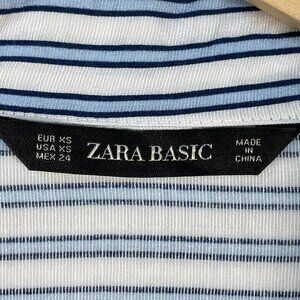 EUR XS
USA XS
MEX 24
ZARA BASIC
MADE
IN
CHINA